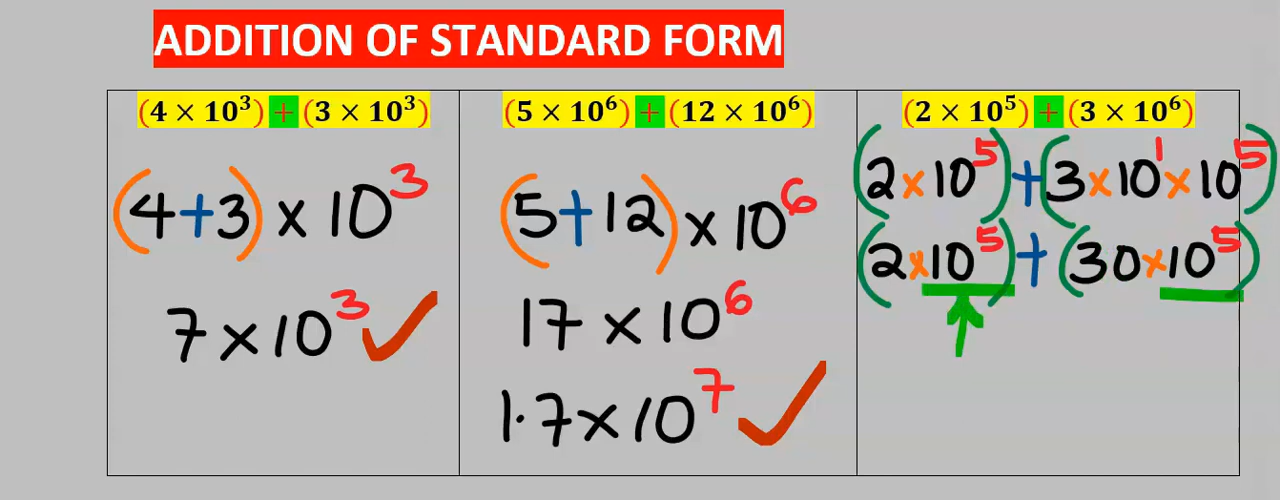 ADDITION OF STANDARD FORM
(4 × 10³) + (3 × 10³)
(4+3) × 10³
7 × 10³
(5 × 10⁶) + (12 × 10⁶)
(5+12) × 10⁶
17 × 10⁶
1·7 × 10⁷
(2 × 10⁵) + (3 × 10⁶)
(2 × 10⁵) + (3 × 10¹ × 10⁵)
(2 × 10⁵) + (30 × 10⁵)